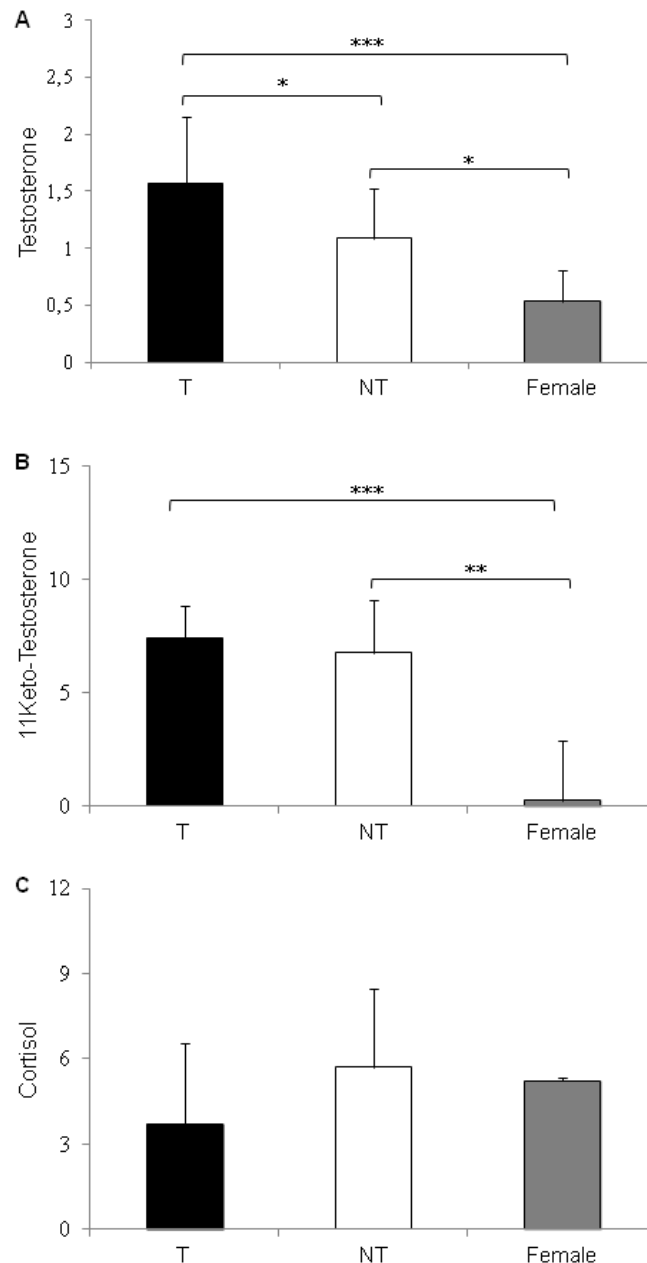 A
3
2,5
2
1,5
1
0,5
0
Testosterone
***
*
*
T NT Female
B
15
10
5
0
11Keto-Testosterone
***
**
T NT Female
C
12
9
6
3
0
Cortisol
T NT Female